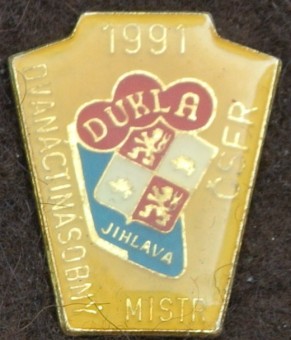 1991
DUKLA
JIHLAVA
DVANÁCTINÁSOBNÝ
MISTR
ČSFR